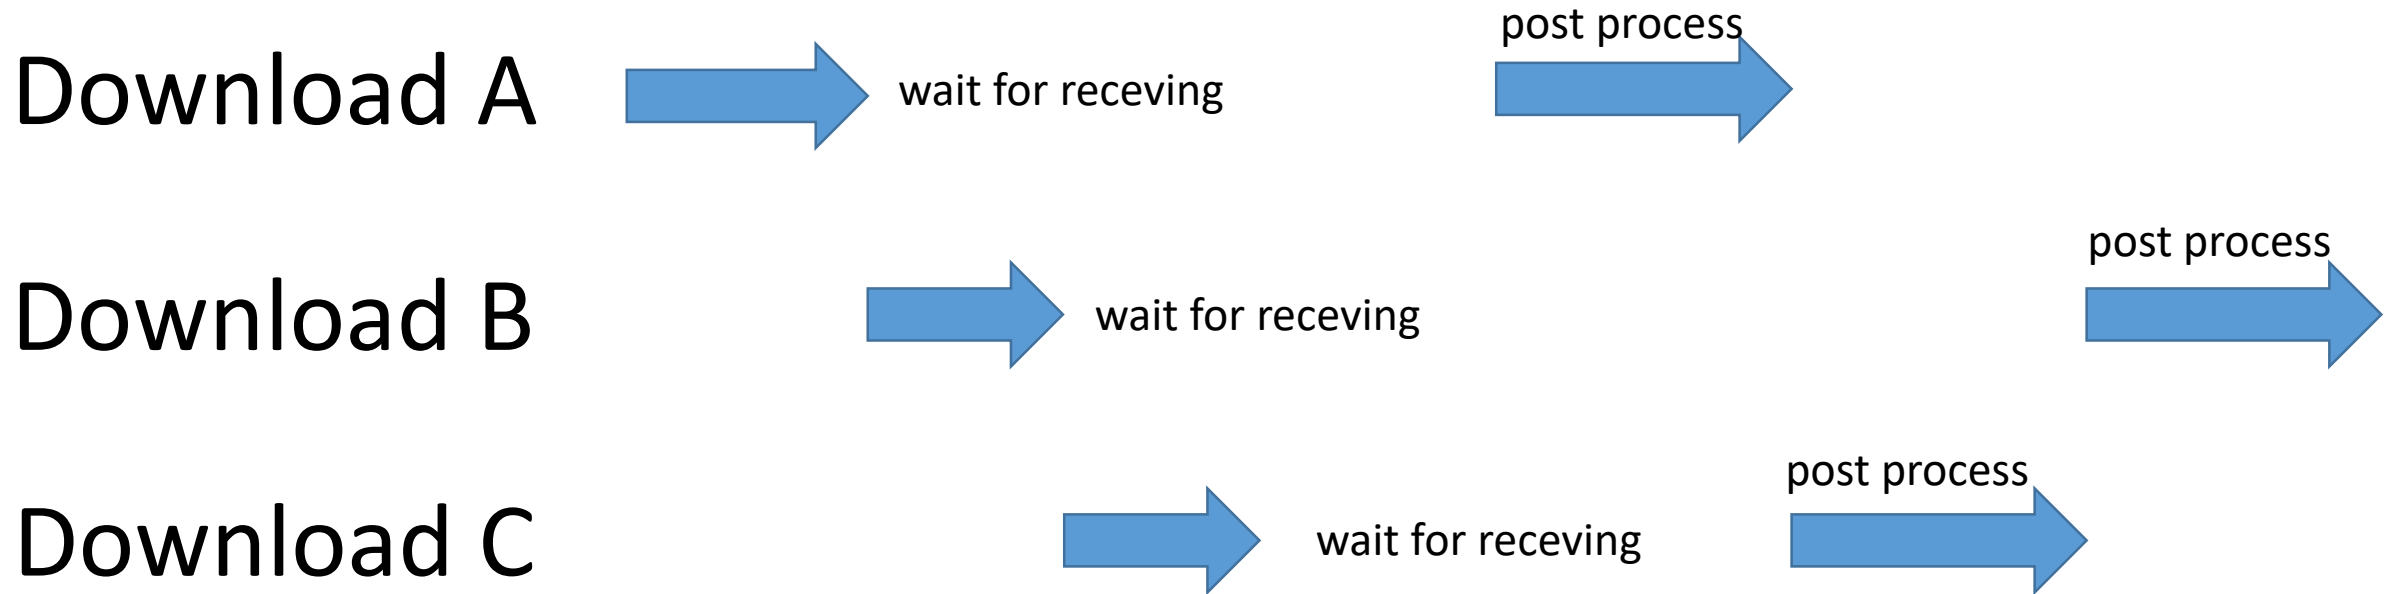 post process
Download A
wait for receving
post process
Download B
wait for receving
post process
Download C
wait for receving